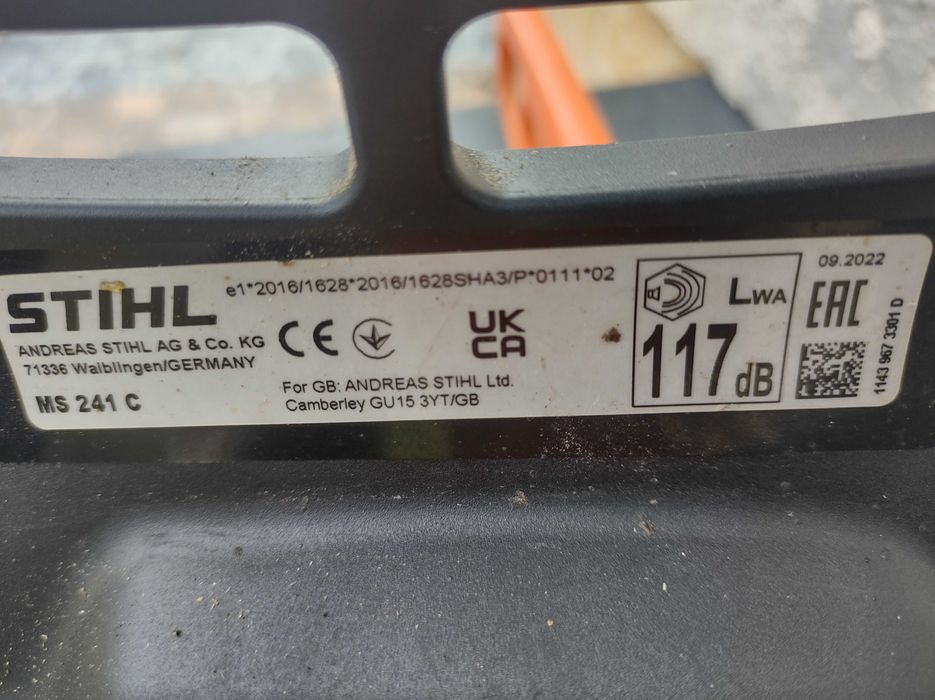 STIHL
e1*2016/1628*2016/1628SHA3/P*0111*02
ANDREAS STIHL AG & Co. KG
71336 Waiblingen/GERMANY
MS 241 C
CE
UK
CA
For GB: ANDREAS STIHL Ltd.
Camberley GU15 3YT/GB
LWA
117 dB
09.2022
EAC
1143 967 3301 D